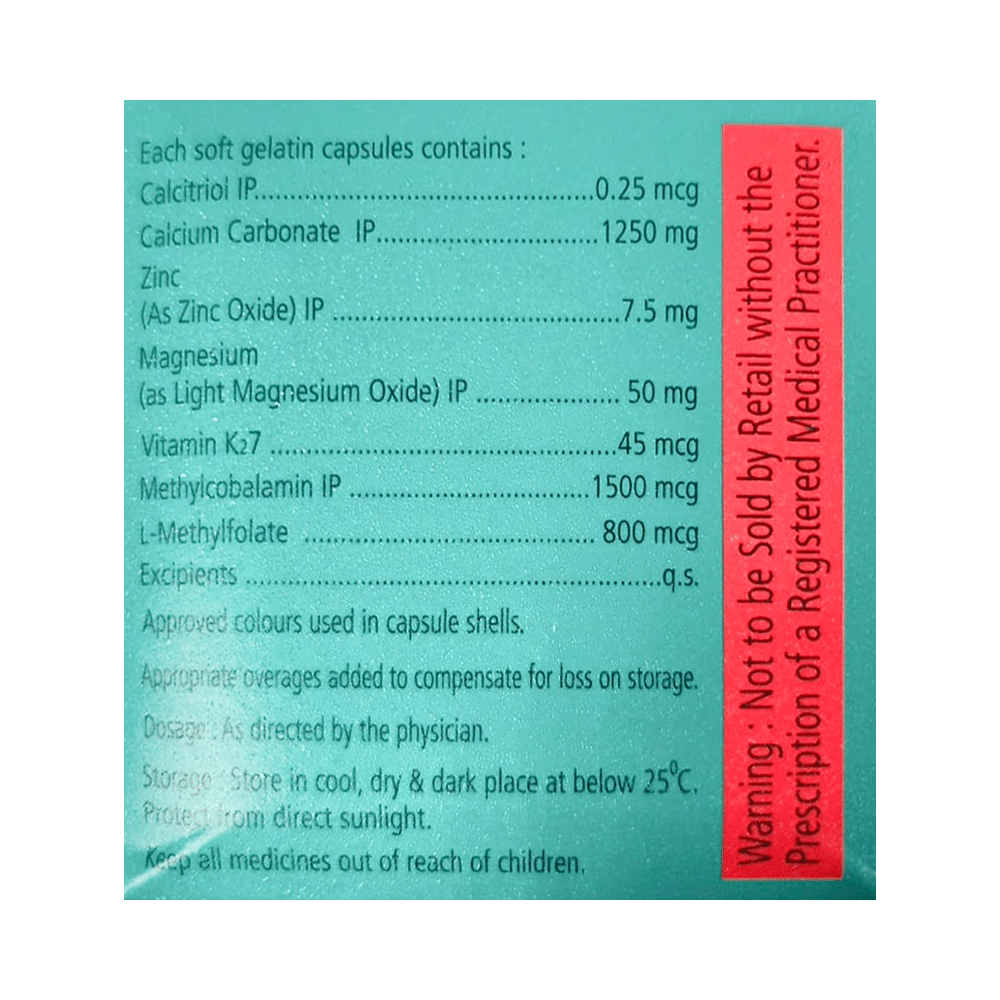 Each soft gelatin capsules contains :
Calcitriol IP..............................................0.25 mcg
Calcium Carbonate IP..............................1250 mg
Zinc
(As Zinc Oxide) IP .......................................7.5 mg
Magnesium
(as Light Magnesium Oxide) IP .................... 50 mg
Vitamin K27 ...............................................45 mcg
Methylcobalamin IP .................................1500 mcg
L-Methylfolate ........................................ 800 mcg
Excipients .........................................................q.s.
Approved colours used in capsule shells.
Appropriate overages added to compensate for loss on storage.
Dosage : As directed by the physician.
Storage : Store in cool, dry & dark place at below 25⁰C.
Protect from direct sunlight.
Keep all medicines out of reach of children.
Warning : Not to be Sold by Retail without the
Prescription of a Registered Medical Practitioner.